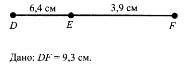 6,4 см 3,9 см
D E F
Дано: DF = 9,3 см.